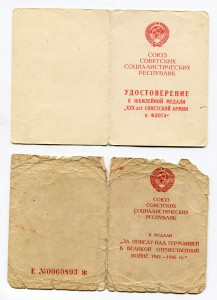 СОЮЗ
СОВЕТСКИХ
СОЦИАЛИСТИЧЕСКИХ
РЕСПУБЛИК
УДОСТОВЕРЕНИЕ
К ЮБИЛЕЙНОЙ МЕДАЛИ
„XXX лет СОВЕТСКОЙ АРМИИ
и ФЛОТА“
СОЮЗ
СОВЕТСКИХ
СОЦИАЛИСТИЧЕСКИХ
РЕСПУБЛИК
К МЕДАЛИ
„ЗА ПОБЕДУ НАД ГЕРМАНИЕЙ
В ВЕЛИКОЙ ОТЕЧЕСТВЕННОЙ
ВОЙНЕ 1941—1945 гг.“
Е №0060893 ✻